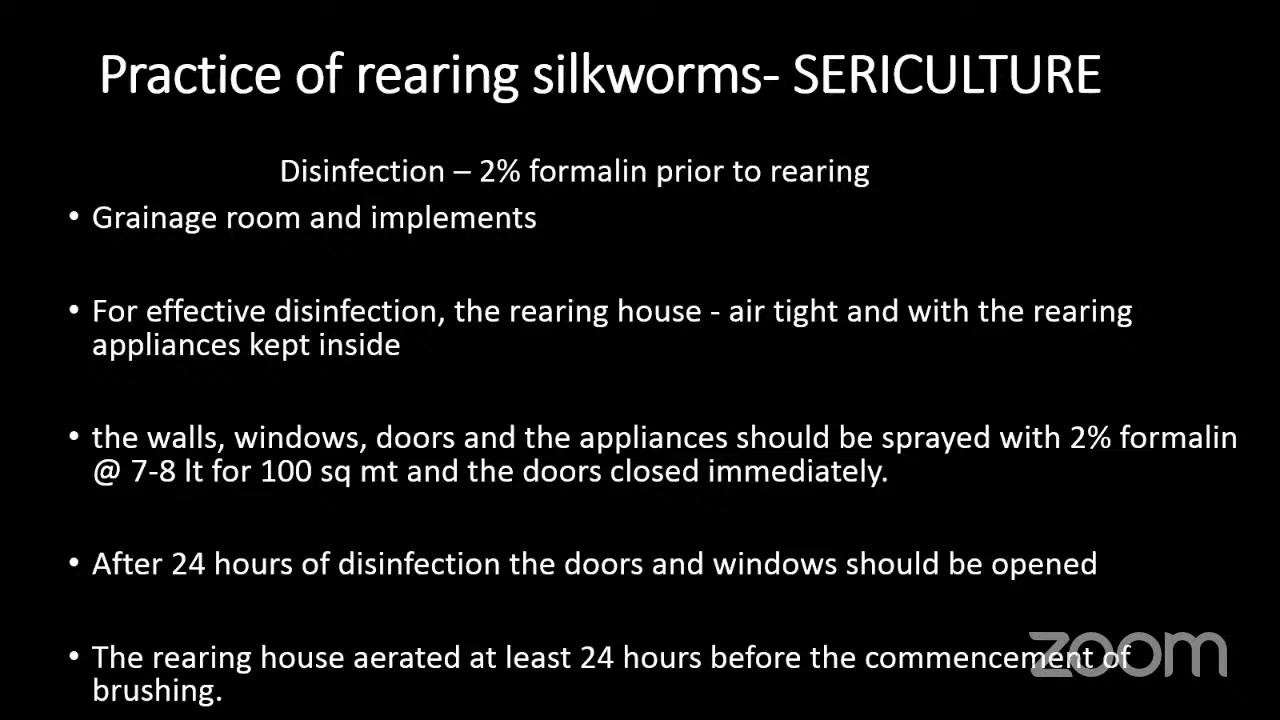 Practice of rearing silkworms- SERICULTURE
Disinfection – 2% formalin prior to rearing
• Grainage room and implements
• For effective disinfection, the rearing house - air tight and with the rearing
appliances kept inside
• the walls, windows, doors and the appliances should be sprayed with 2% formalin
@ 7-8 lt for 100 sq mt and the doors closed immediately.
• After 24 hours of disinfection the doors and windows should be opened
• The rearing house aerated at least 24 hours before the commencement of
brushing.
zoom